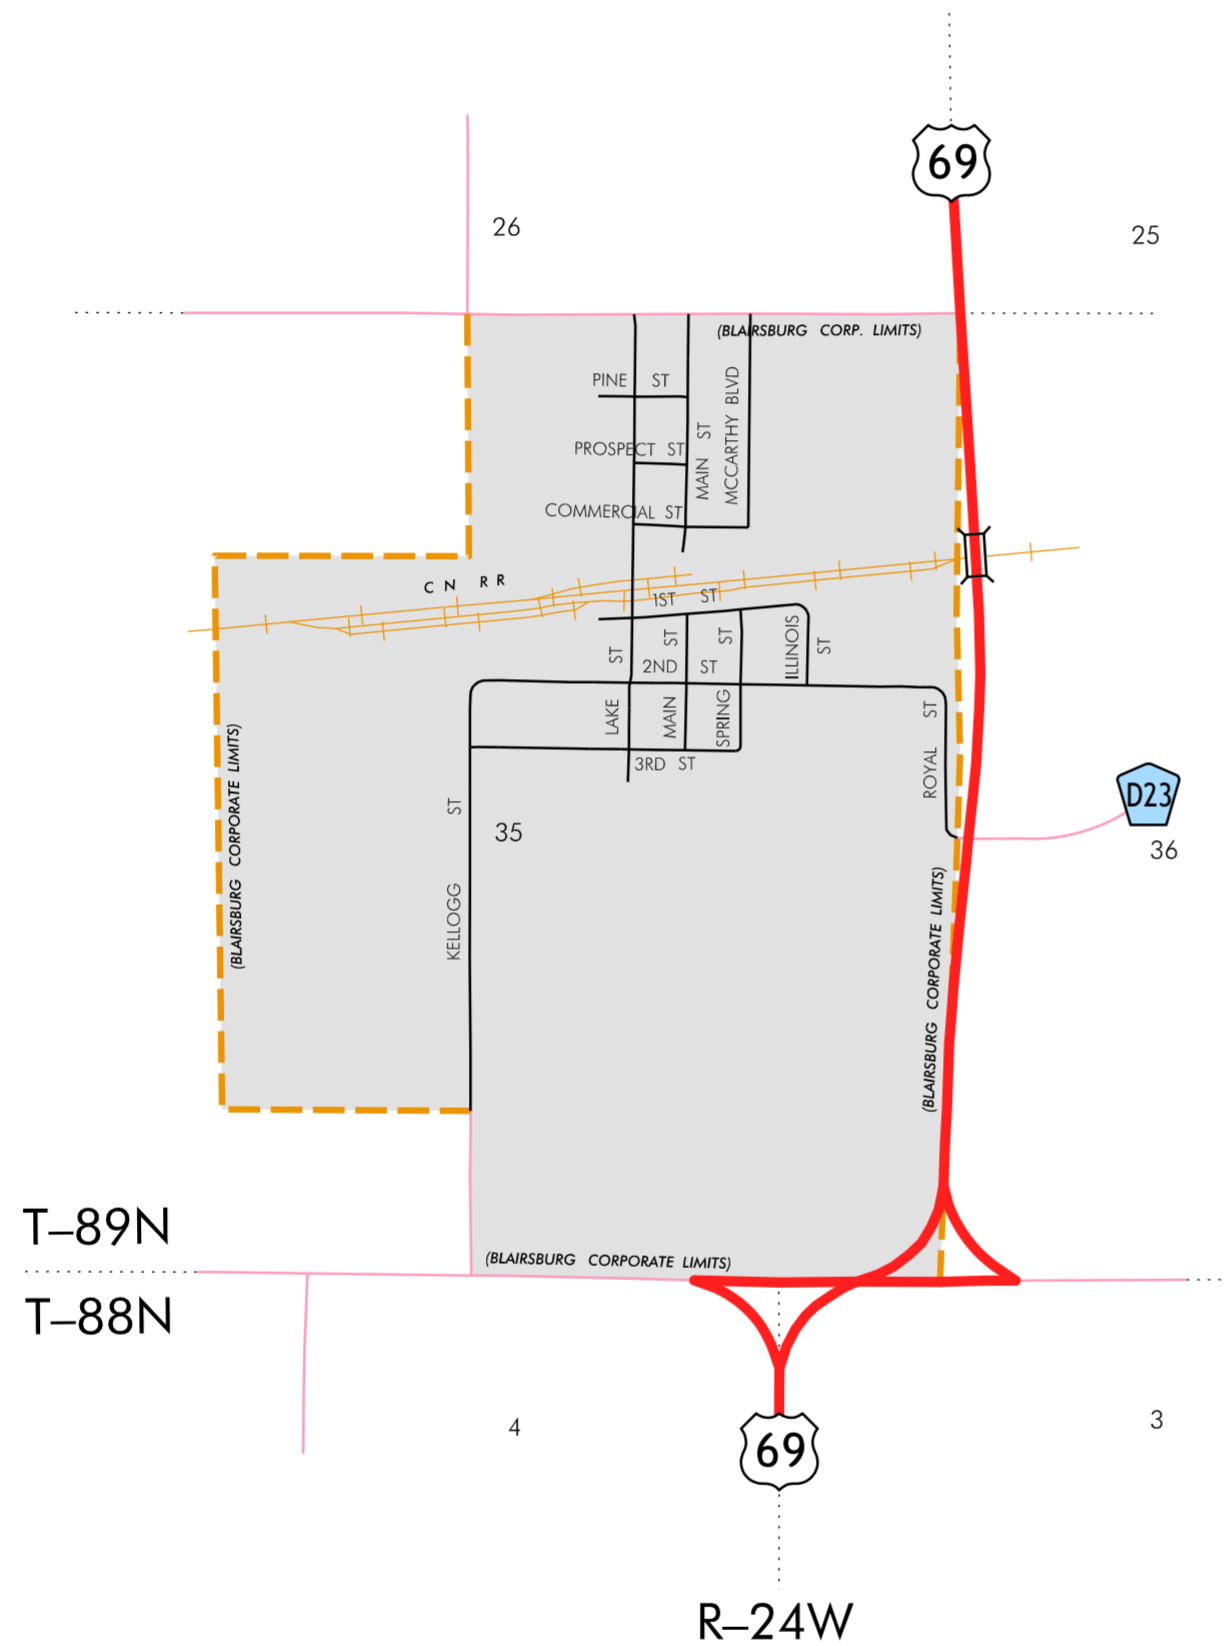 69
26
25
(BLAIRSBURG CORP. LIMITS)
PINE ST
MCCARTHY BLVD
MAIN ST
PROSPECT ST
COMMERCIAL ST
C N R R
1ST ST
ST
ST
ST
ILLINOIS ST
2ND ST
LAKE
MAIN
SPRING
ROYAL ST
3RD ST
(BLAIRSBURG CORPORATE LIMITS)
KELLOGG ST
35
D23
36
(BLAIRSBURG CORPORATE LIMITS)
T–89N
(BLAIRSBURG CORPORATE LIMITS)
T–88N
4
3
69
R–24W